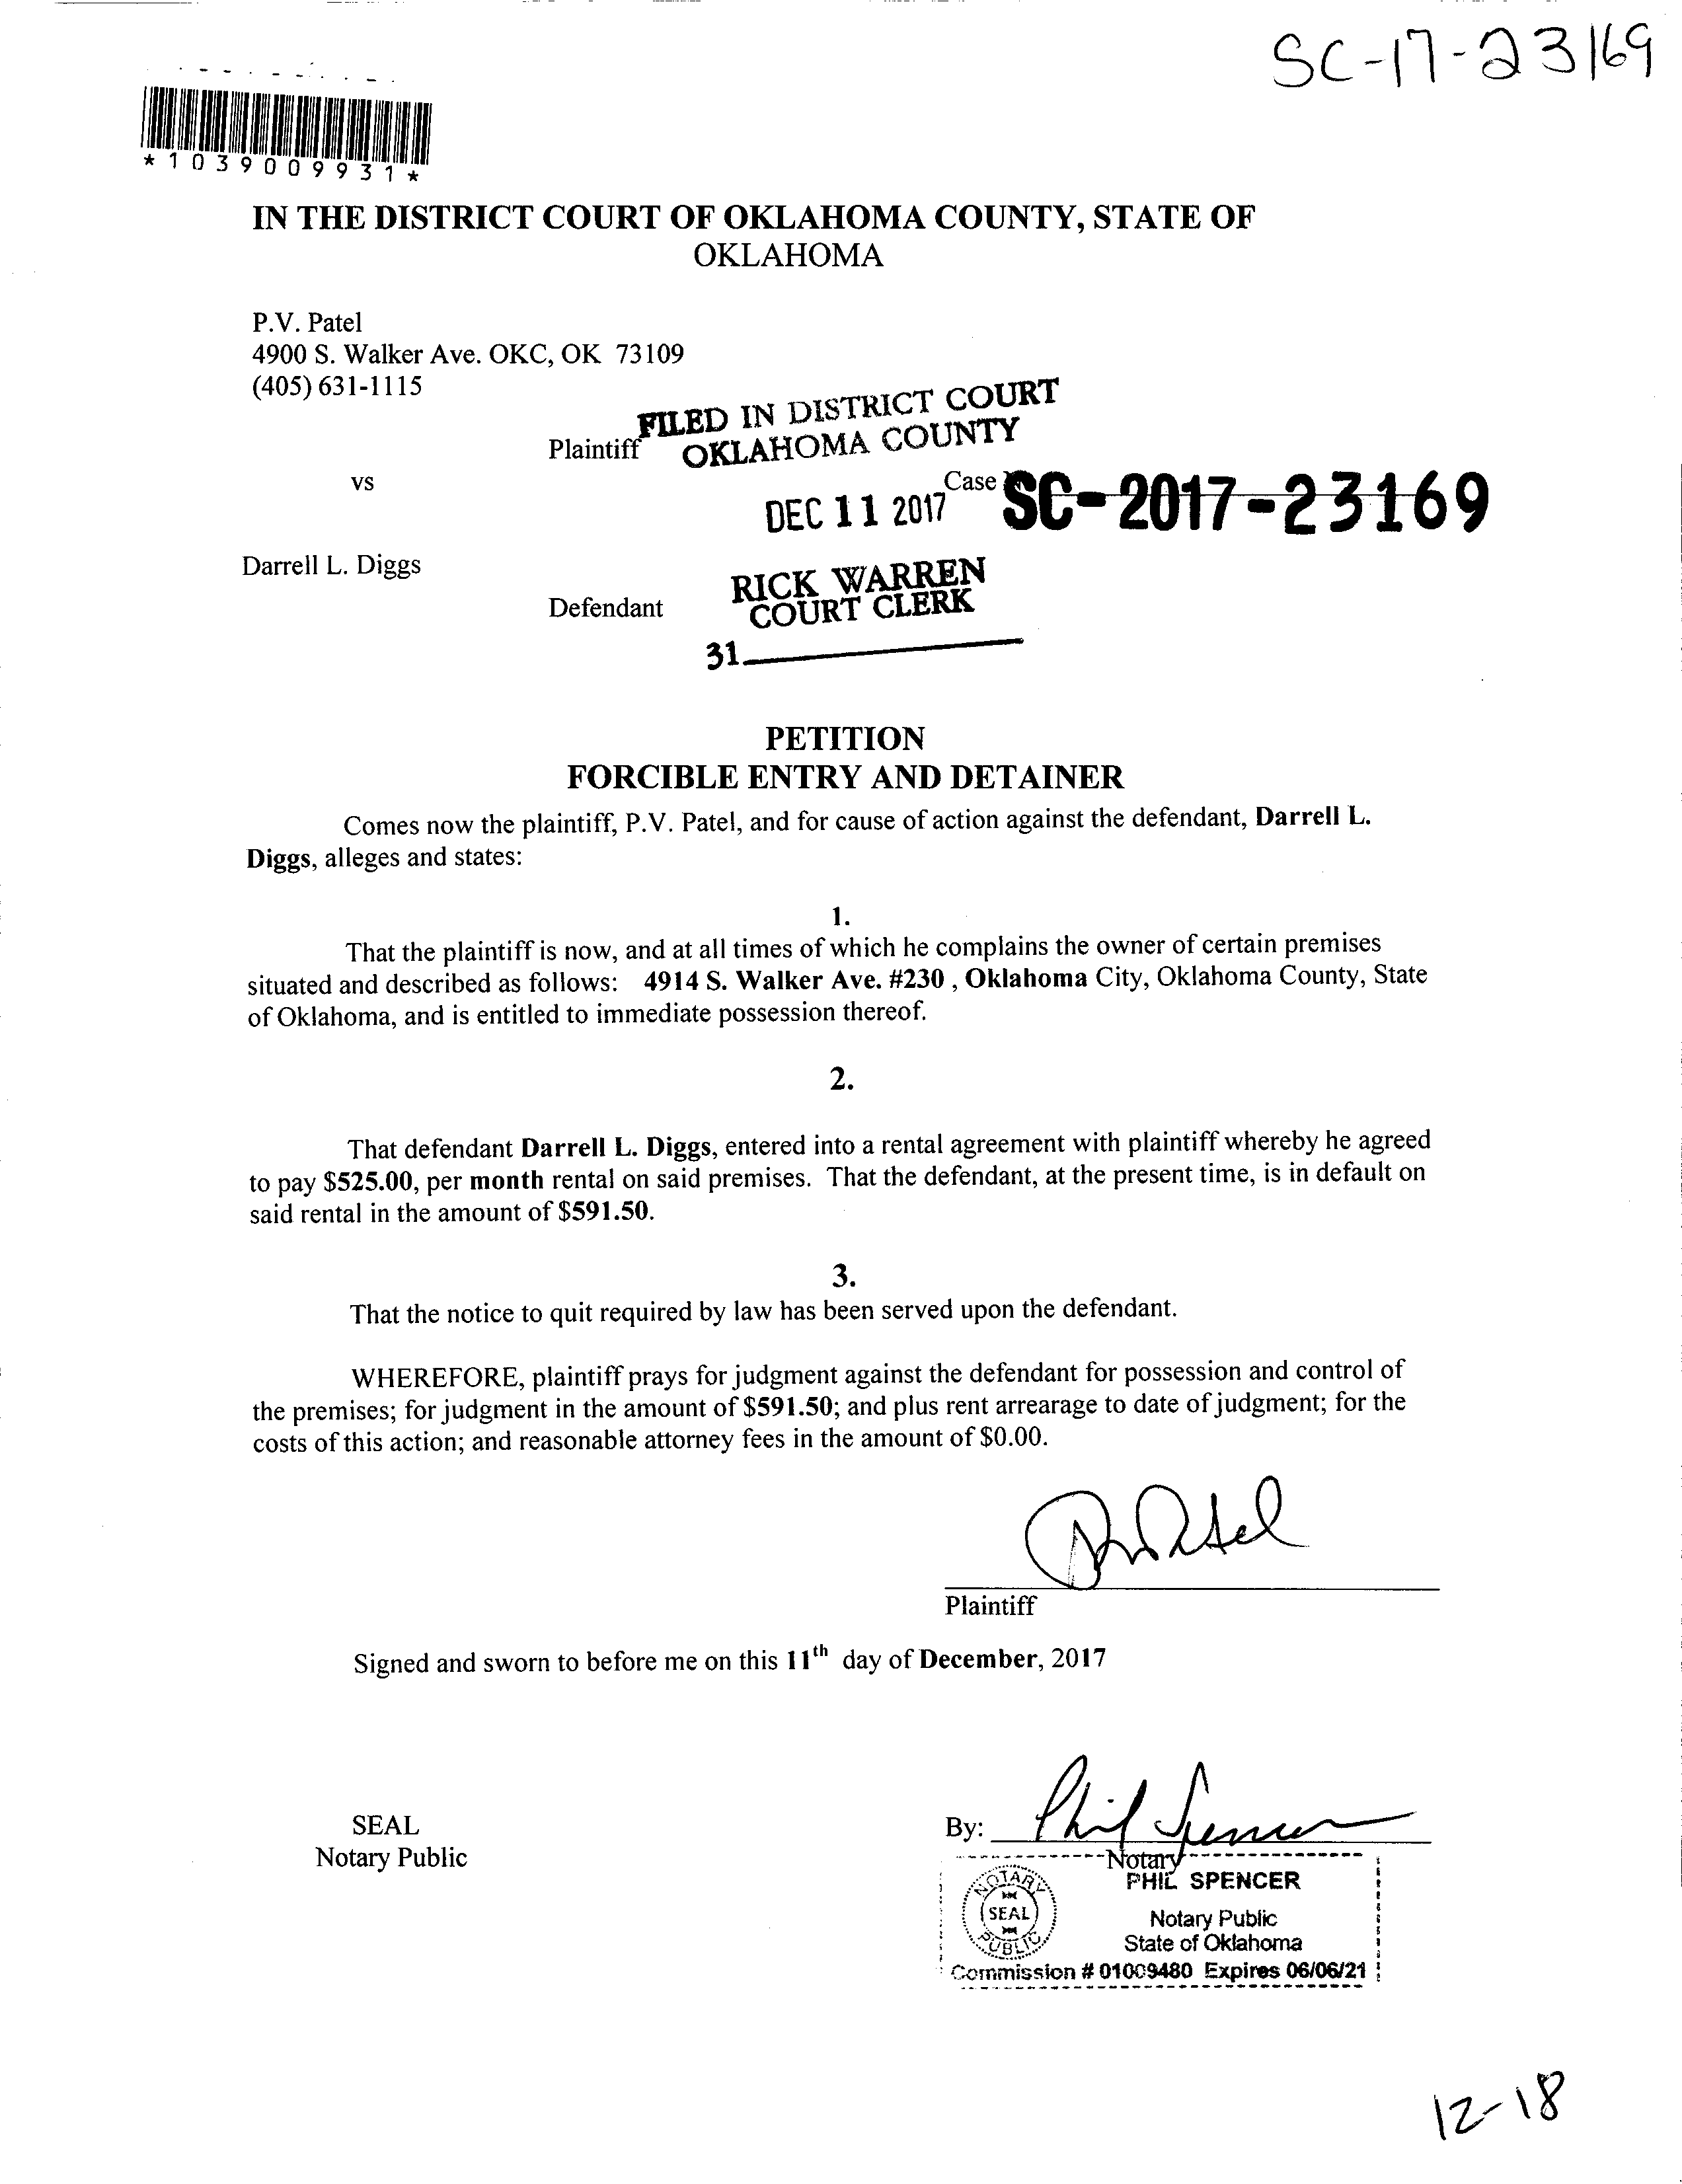 SC-17-23169
*1039009931*
IN THE DISTRICT COURT OF OKLAHOMA COUNTY, STATE OF
OKLAHOMA
P.V. Patel
4900 S. Walker Ave. OKC, OK 73109
(405) 631-1115
FILED IN DISTRICT COURT
Plaintiff OKLAHOMA COUNTY
vs
DEC 11 2017 Case SC-2017-23169
Darrell L. Diggs
RICK WARREN
Defendant COURT CLERK
31
PETITION
FORCIBLE ENTRY AND DETAINER
Comes now the plaintiff, P.V. Patel, and for cause of action against the defendant, Darrell L.
Diggs, alleges and states:
1.
That the plaintiff is now, and at all times of which he complains the owner of certain premises
situated and described as follows: 4914 S. Walker Ave. #230 , Oklahoma City, Oklahoma County, State
of Oklahoma, and is entitled to immediate possession thereof.
2.
That defendant Darrell L. Diggs, entered into a rental agreement with plaintiff whereby he agreed
to pay $525.00, per month rental on said premises. That the defendant, at the present time, is in default on
said rental in the amount of $591.50.
3.
That the notice to quit required by law has been served upon the defendant.
WHEREFORE, plaintiff prays for judgment against the defendant for possession and control of
the premises; for judgment in the amount of $591.50; and plus rent arrearage to date of judgment; for the
costs of this action; and reasonable attorney fees in the amount of $0.00.
Plaintiff
Signed and sworn to before me on this 11th day of December, 2017
SEAL
Notary Public
By: Phil Spencer
Notary
NOTARY SEAL PUBLIC
PHIL SPENCER
Notary Public
State of Oklahoma
Commission # 01009480 Expires 06/06/21
12-18